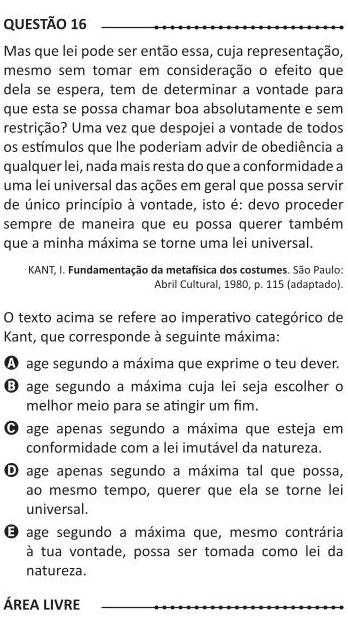 QUESTÃO 16
Mas que lei pode ser então essa, cuja representação,
mesmo sem tomar em consideração o efeito que
dela se espera, tem de determinar a vontade para
que esta se possa chamar boa absolutamente e sem
restrição? Uma vez que despojei a vontade de todos
os estímulos que lhe poderiam advir de obediência a
qualquer lei, nada mais resta do que a conformidade a
uma lei universal das ações em geral que possa servir
de único princípio à vontade, isto é: devo proceder
sempre de maneira que eu possa querer também
que a minha máxima se torne uma lei universal.
KANT, I. Fundamentação da metafísica dos costumes. São Paulo:
Abril Cultural, 1980, p. 115 (adaptado).
O texto acima se refere ao imperativo categórico de
Kant, que corresponde à seguinte máxima:
A age segundo a máxima que exprime o teu dever.
B age segundo a máxima cuja lei seja escolher o
melhor meio para se atingir um fim.
C age apenas segundo a máxima que esteja em
conformidade com a lei imutável da natureza.
D age apenas segundo a máxima tal que possa,
ao mesmo tempo, querer que ela se torne lei
universal.
E age segundo a máxima que, mesmo contrária
à tua vontade, possa ser tomada como lei da
natureza.
ÁREA LIVRE